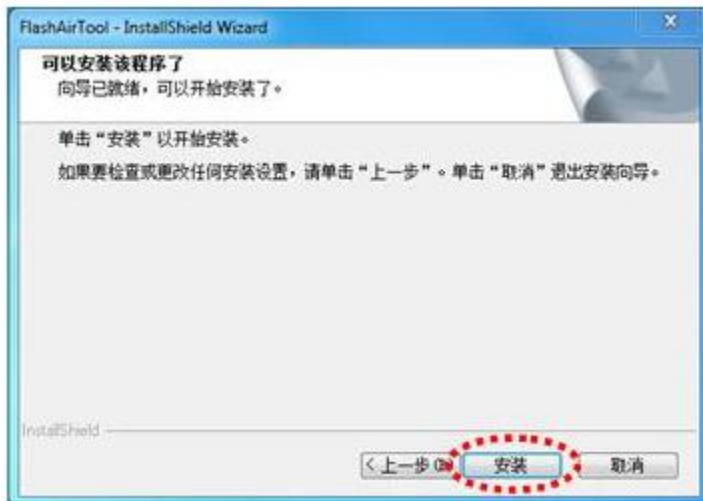 FlashAirTool - InstallShield Wizard
可以安装该程序了
向导已就绪，可以开始安装了。
单击“安装”以开始安装。
如果要检查或更改任何安装设置，请单击“上一步”。单击“取消”退出安装向导。
InstallShield
<上一步 安装 取消